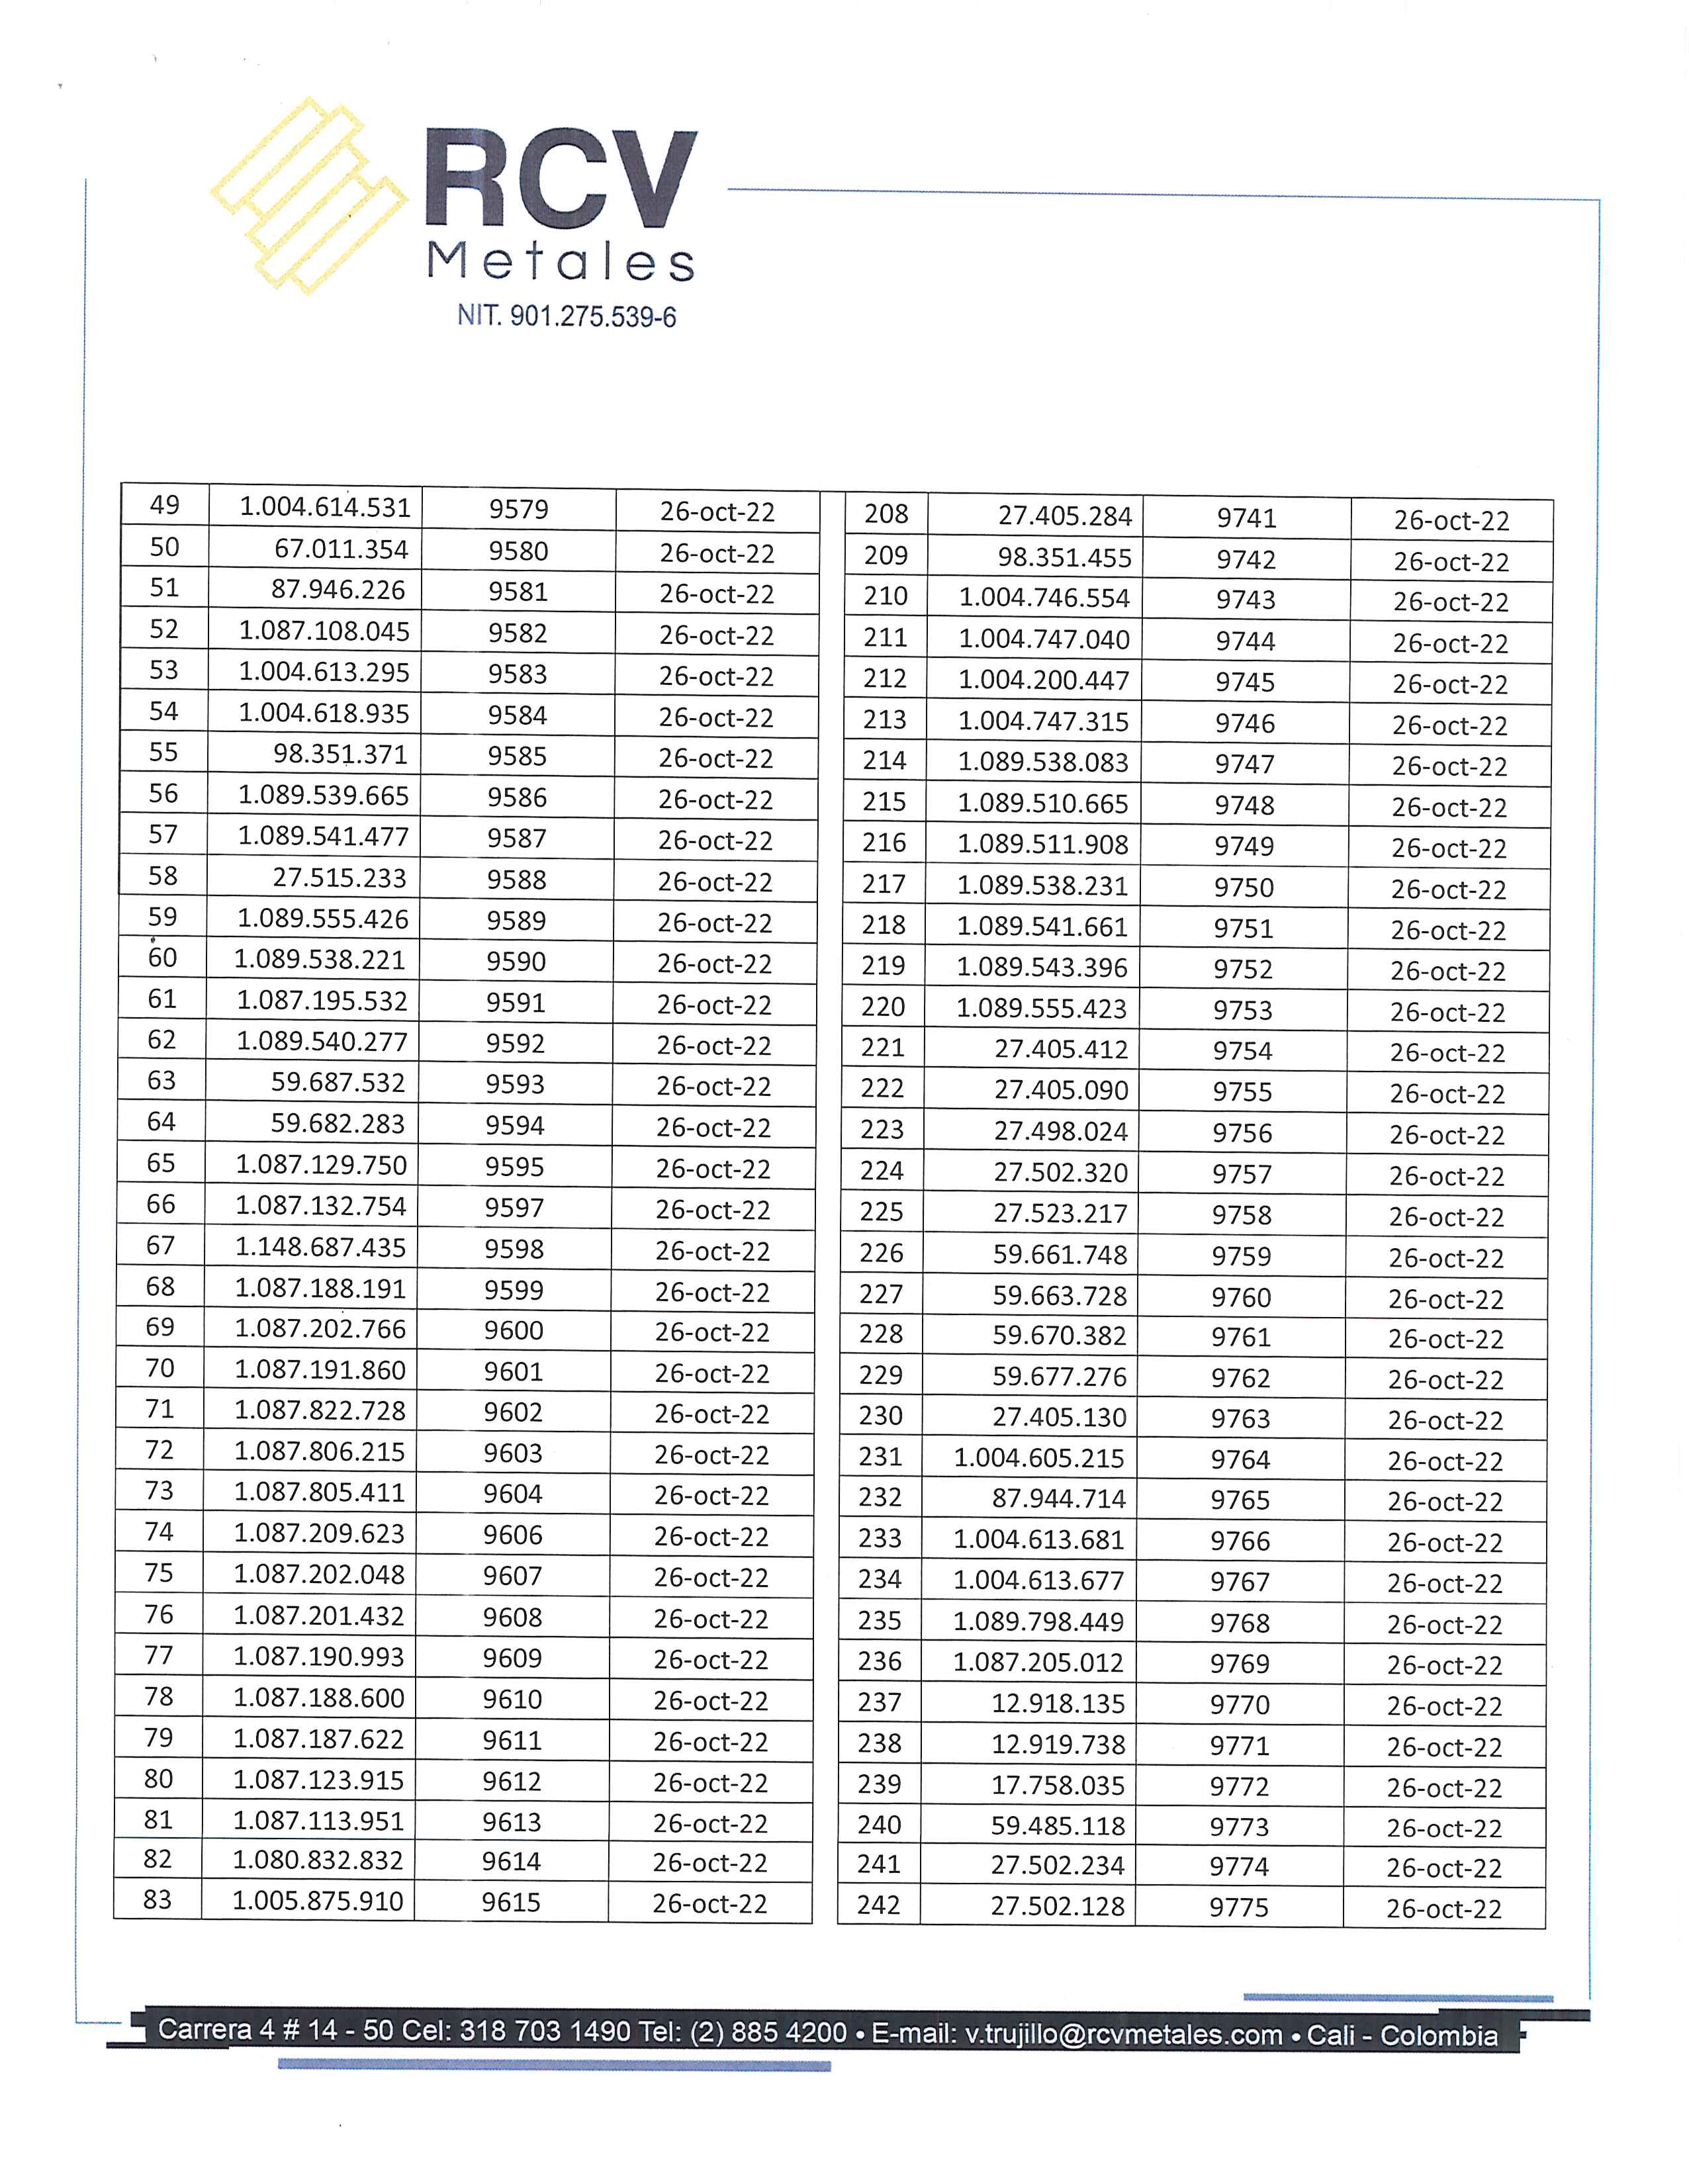 RCV
Metales
NIT. 901.275.539-6
49 1.004.614.531 9579 26-oct-22 208 27.405.284 9741 26-oct-22
50 67.011.354 9580 26-oct-22 209 98.351.455 9742 26-oct-22
51 87.946.226 9581 26-oct-22 210 1.004.746.554 9743 26-oct-22
52 1.087.108.045 9582 26-oct-22 211 1.004.747.040 9744 26-oct-22
53 1.004.613.295 9583 26-oct-22 212 1.004.200.447 9745 26-oct-22
54 1.004.618.935 9584 26-oct-22 213 1.004.747.315 9746 26-oct-22
55 98.351.371 9585 26-oct-22 214 1.089.538.083 9747 26-oct-22
56 1.089.539.665 9586 26-oct-22 215 1.089.510.665 9748 26-oct-22
57 1.089.541.477 9587 26-oct-22 216 1.089.511.908 9749 26-oct-22
58 27.515.233 9588 26-oct-22 217 1.089.538.231 9750 26-oct-22
59 1.089.555.426 9589 26-oct-22 218 1.089.541.661 9751 26-oct-22
60 1.089.538.221 9590 26-oct-22 219 1.089.543.396 9752 26-oct-22
61 1.087.195.532 9591 26-oct-22 220 1.089.555.423 9753 26-oct-22
62 1.089.540.277 9592 26-oct-22 221 27.405.412 9754 26-oct-22
63 59.687.532 9593 26-oct-22 222 27.405.090 9755 26-oct-22
64 59.682.283 9594 26-oct-22 223 27.498.024 9756 26-oct-22
65 1.087.129.750 9595 26-oct-22 224 27.502.320 9757 26-oct-22
66 1.087.132.754 9597 26-oct-22 225 27.523.217 9758 26-oct-22
67 1.148.687.435 9598 26-oct-22 226 59.661.748 9759 26-oct-22
68 1.087.188.191 9599 26-oct-22 227 59.663.728 9760 26-oct-22
69 1.087.202.766 9600 26-oct-22 228 59.670.382 9761 26-oct-22
70 1.087.191.860 9601 26-oct-22 229 59.677.276 9762 26-oct-22
71 1.087.822.728 9602 26-oct-22 230 27.405.130 9763 26-oct-22
72 1.087.806.215 9603 26-oct-22 231 1.004.605.215 9764 26-oct-22
73 1.087.805.411 9604 26-oct-22 232 87.944.714 9765 26-oct-22
74 1.087.209.623 9606 26-oct-22 233 1.004.613.681 9766 26-oct-22
75 1.087.202.048 9607 26-oct-22 234 1.004.613.677 9767 26-oct-22
76 1.087.201.432 9608 26-oct-22 235 1.089.798.449 9768 26-oct-22
77 1.087.190.993 9609 26-oct-22 236 1.087.205.012 9769 26-oct-22
78 1.087.188.600 9610 26-oct-22 237 12.918.135 9770 26-oct-22
79 1.087.187.622 9611 26-oct-22 238 12.919.738 9771 26-oct-22
80 1.087.123.915 9612 26-oct-22 239 17.758.035 9772 26-oct-22
81 1.087.113.951 9613 26-oct-22 240 59.485.118 9773 26-oct-22
82 1.080.832.832 9614 26-oct-22 241 27.502.234 9774 26-oct-22
83 1.005.875.910 9615 26-oct-22 242 27.502.128 9775 26-oct-22
Carrera 4 # 14 - 50 Cel: 318 703 1490 Tel: (2) 885 4200 • E-mail: v.trujillo@rcvmetales.com • Cali - Colombia